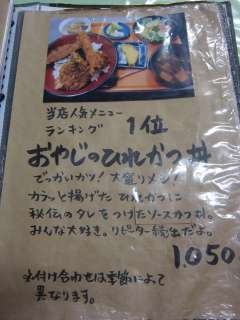 当店人気メニュー
ランキング 1位
おやじのひれかつ丼
でっかいカツ!大盛りメシ!
カラッと揚げた ひれかつに
秘伝のタレをつけたソースカツ丼。
みんな大好き。リピーター続出だよ。
1.050
※付け合わせは季節によって
異なります。